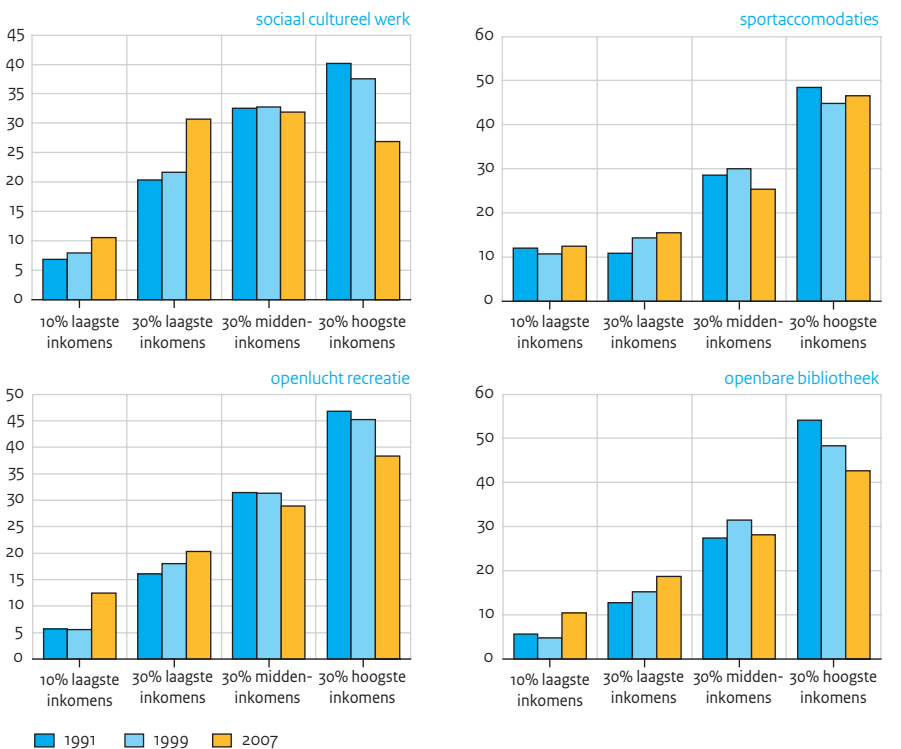 sociaal cultureel werk
45
40
35
30
25
20
15
10
5
0
10% laagste 30% laagste 30% midden- 30% hoogste
inkomens inkomens inkomens inkomens
sportaccomodaties
60
50
40
30
20
10
0
10% laagste 30% laagste 30% midden- 30% hoogste
inkomens inkomens inkomens inkomens
openlucht recreatie
50
45
40
35
30
25
20
15
10
5
0
10% laagste 30% laagste 30% midden- 30% hoogste
inkomens inkomens inkomens inkomens
openbare bibliotheek
60
50
40
30
20
10
0
10% laagste 30% laagste 30% midden- 30% hoogste
inkomens inkomens inkomens inkomens
1991 1999 2007